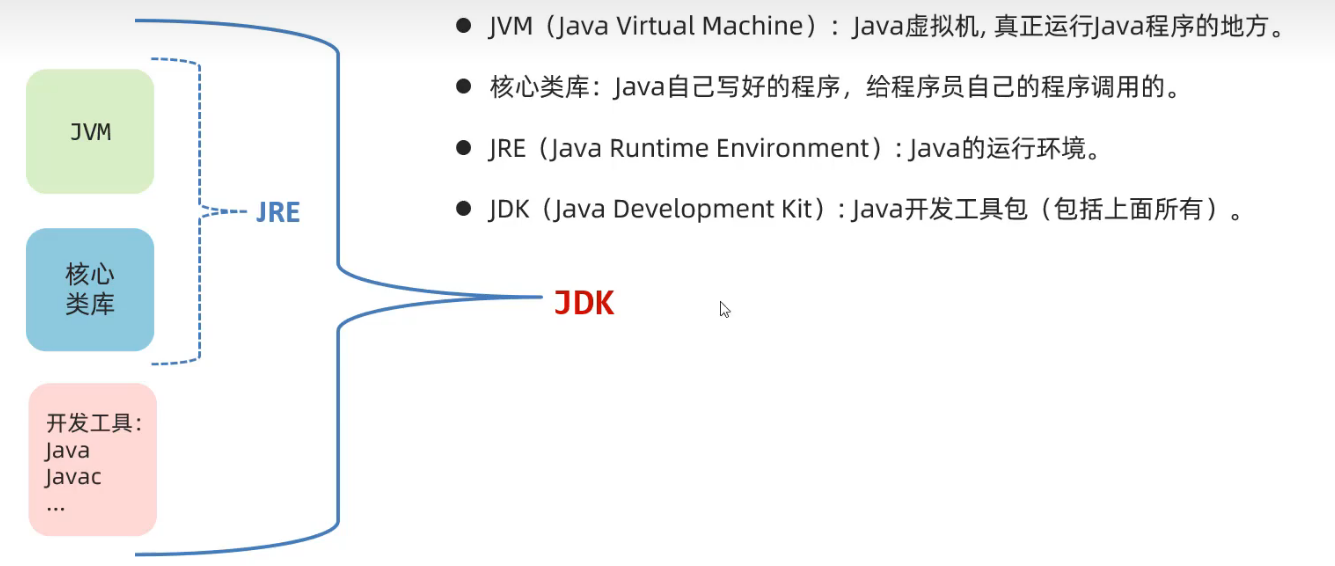 JVM
核心
类库
开发工具：
Java
Javac
...
JRE
JDK
● JVM（Java Virtual Machine）：Java虚拟机, 真正运行Java程序的地方。
● 核心类库：Java自己写好的程序，给程序员自己的程序调用的。
● JRE（Java Runtime Environment）: Java的运行环境。
● JDK（Java Development Kit）: Java开发工具包（包括上面所有）。